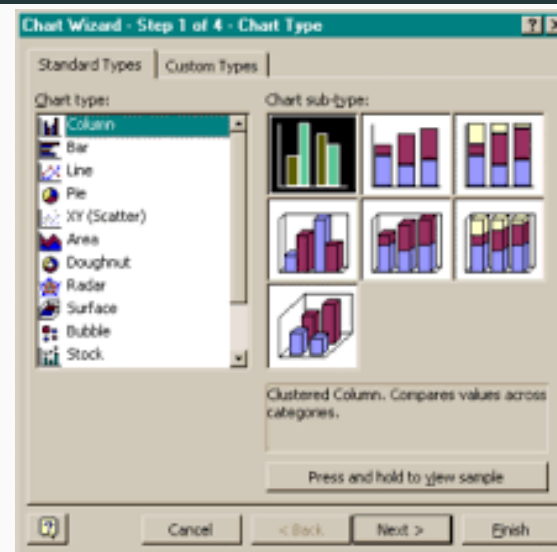 Chart Wizard - Step 1 of 4 - Chart Type
Standard Types Custom Types
Chart type:
Column
Bar
Line
Pie
XY (Scatter)
Area
Doughnut
Radar
Surface
Bubble
Stock
Chart sub-type:
Clustered Column. Compares values across
categories.
Press and hold to view sample
Cancel < Back Next > Finish